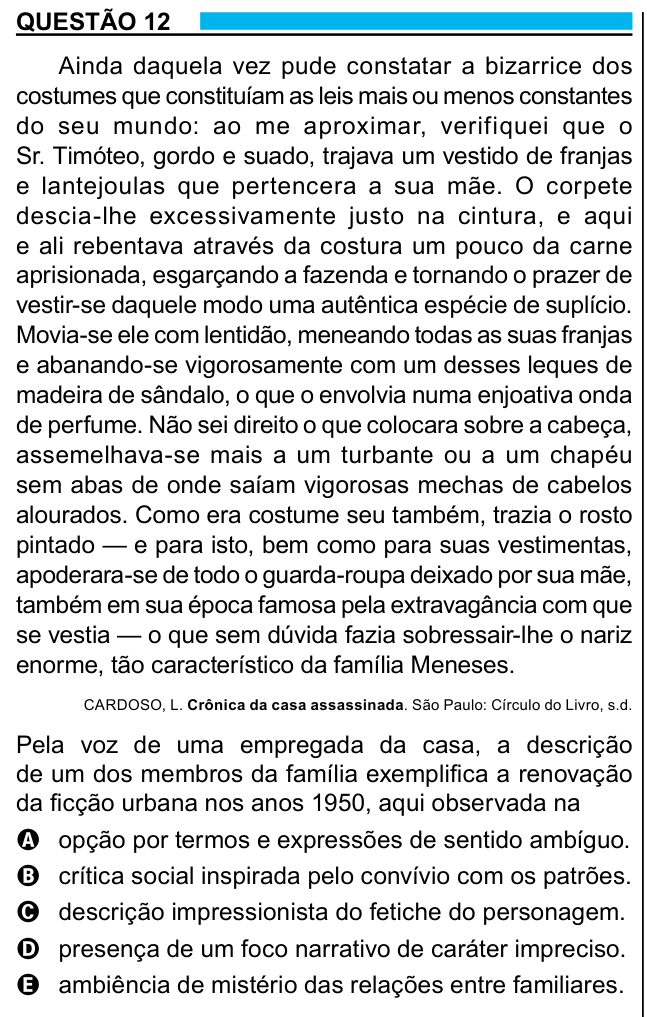 QUESTÃO 12
Ainda daquela vez pude constatar a bizarrice dos
costumes que constituíam as leis mais ou menos constantes
do seu mundo: ao me aproximar, verifiquei que o
Sr. Timóteo, gordo e suado, trajava um vestido de franjas
e lantejoulas que pertencera a sua mãe. O corpete
descia-lhe excessivamente justo na cintura, e aqui
e ali rebentava através da costura um pouco da carne
aprisionada, esgarçando a fazenda e tornando o prazer de
vestir-se daquele modo uma autêntica espécie de suplício.
Movia-se ele com lentidão, meneando todas as suas franjas
e abanando-se vigorosamente com um desses leques de
madeira de sândalo, o que o envolvia numa enjoativa onda
de perfume. Não sei direito o que colocara sobre a cabeça,
assemelhava-se mais a um turbante ou a um chapéu
sem abas de onde saíam vigorosas mechas de cabelos
alourados. Como era costume seu também, trazia o rosto
pintado — e para isto, bem como para suas vestimentas,
apoderara-se de todo o guarda-roupa deixado por sua mãe,
também em sua época famosa pela extravagância com que
se vestia — o que sem dúvida fazia sobressair-lhe o nariz
enorme, tão característico da família Meneses.
CARDOSO, L. Crônica da casa assassinada. São Paulo: Círculo do Livro, s.d.
Pela voz de uma empregada da casa, a descrição
de um dos membros da família exemplifica a renovação
da ficção urbana nos anos 1950, aqui observada na
A opção por termos e expressões de sentido ambíguo.
B crítica social inspirada pelo convívio com os patrões.
C descrição impressionista do fetiche do personagem.
D presença de um foco narrativo de caráter impreciso.
E ambiência de mistério das relações entre familiares.